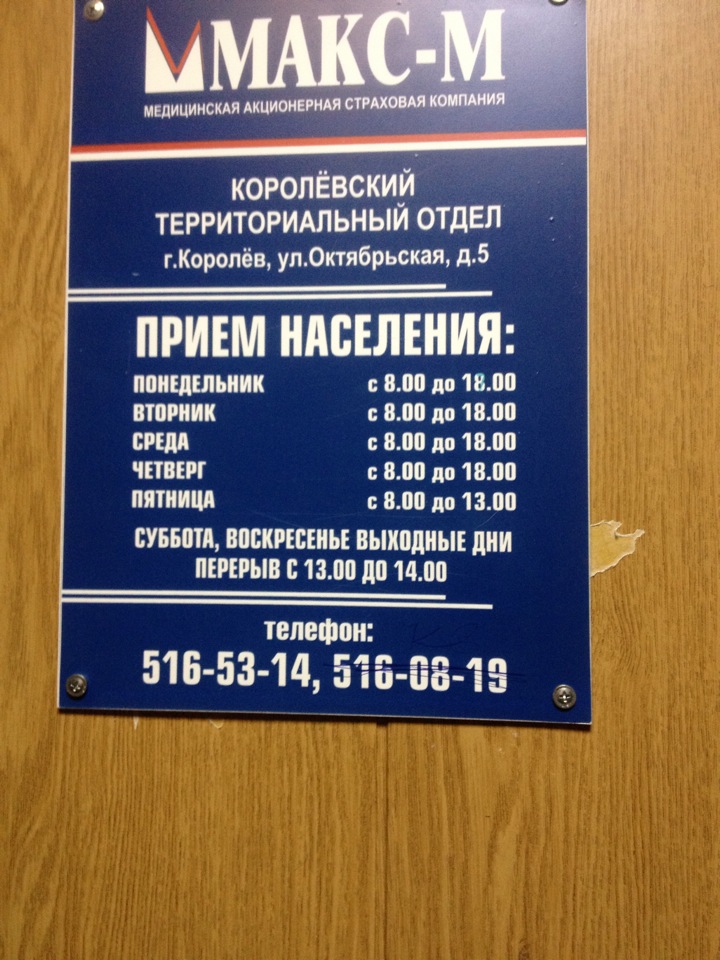 МАКС-М
МЕДИЦИНСКАЯ АКЦИОНЕРНАЯ СТРАХОВАЯ КОМПАНИЯ
КОРОЛЁВСКИЙ
ТЕРРИТОРИАЛЬНЫЙ ОТДЕЛ
г.Королёв, ул.Октябрьская, д.5
ПРИЕМ НАСЕЛЕНИЯ:
ПОНЕДЕЛЬНИК с 8.00 до 18.00
ВТОРНИК с 8.00 до 18.00
СРЕДА с 8.00 до 18.00
ЧЕТВЕРГ с 8.00 до 18.00
ПЯТНИЦА с 8.00 до 13.00
СУББОТА, ВОСКРЕСЕНЬЕ ВЫХОДНЫЕ ДНИ
ПЕРЕРЫВ С 13.00 ДО 14.00
телефон:
516-53-14, 516-08-19